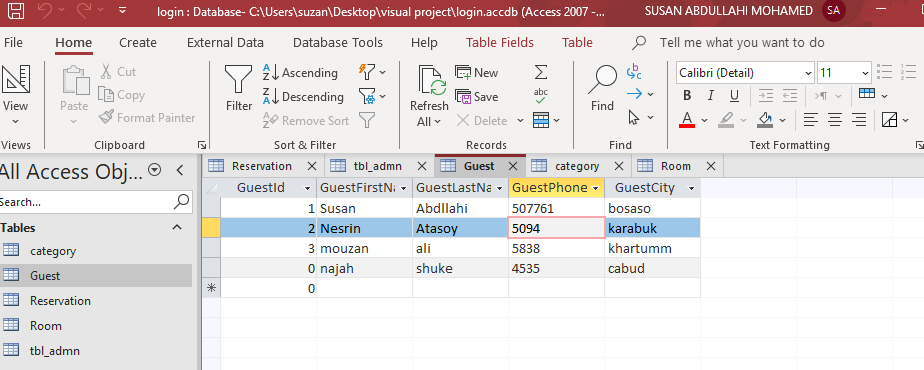 login : Database- C:\Users\suzan\Desktop\visual project\login.accdb (Access 2007 -... SUSAN ABDULLAHI MOHAMED SA
File Home Create External Data Database Tools Help Table Fields Table Tell me what you want to do
View Paste Cut Copy Format Painter Filter Ascending Descending Remove Sort Refresh All New Save Delete Find Calibri (Detail) 11
B I U A
Views Clipboard Sort & Filter Records Find Text Formatting
All Access Obj...
Search...
Tables
category
Guest
Reservation
Room
tbl_admn
Reservation tbl_admn Guest category Room
GuestId GuestFirstNa GuestLastNa GuestPhone GuestCity
1 Susan Abdllahi 507761 bosaso
2 Nesrin Atasoy 5094 karabuk
3 mouzan ali 5838 khartumm
0 najah shuke 4535 cabud
* 0